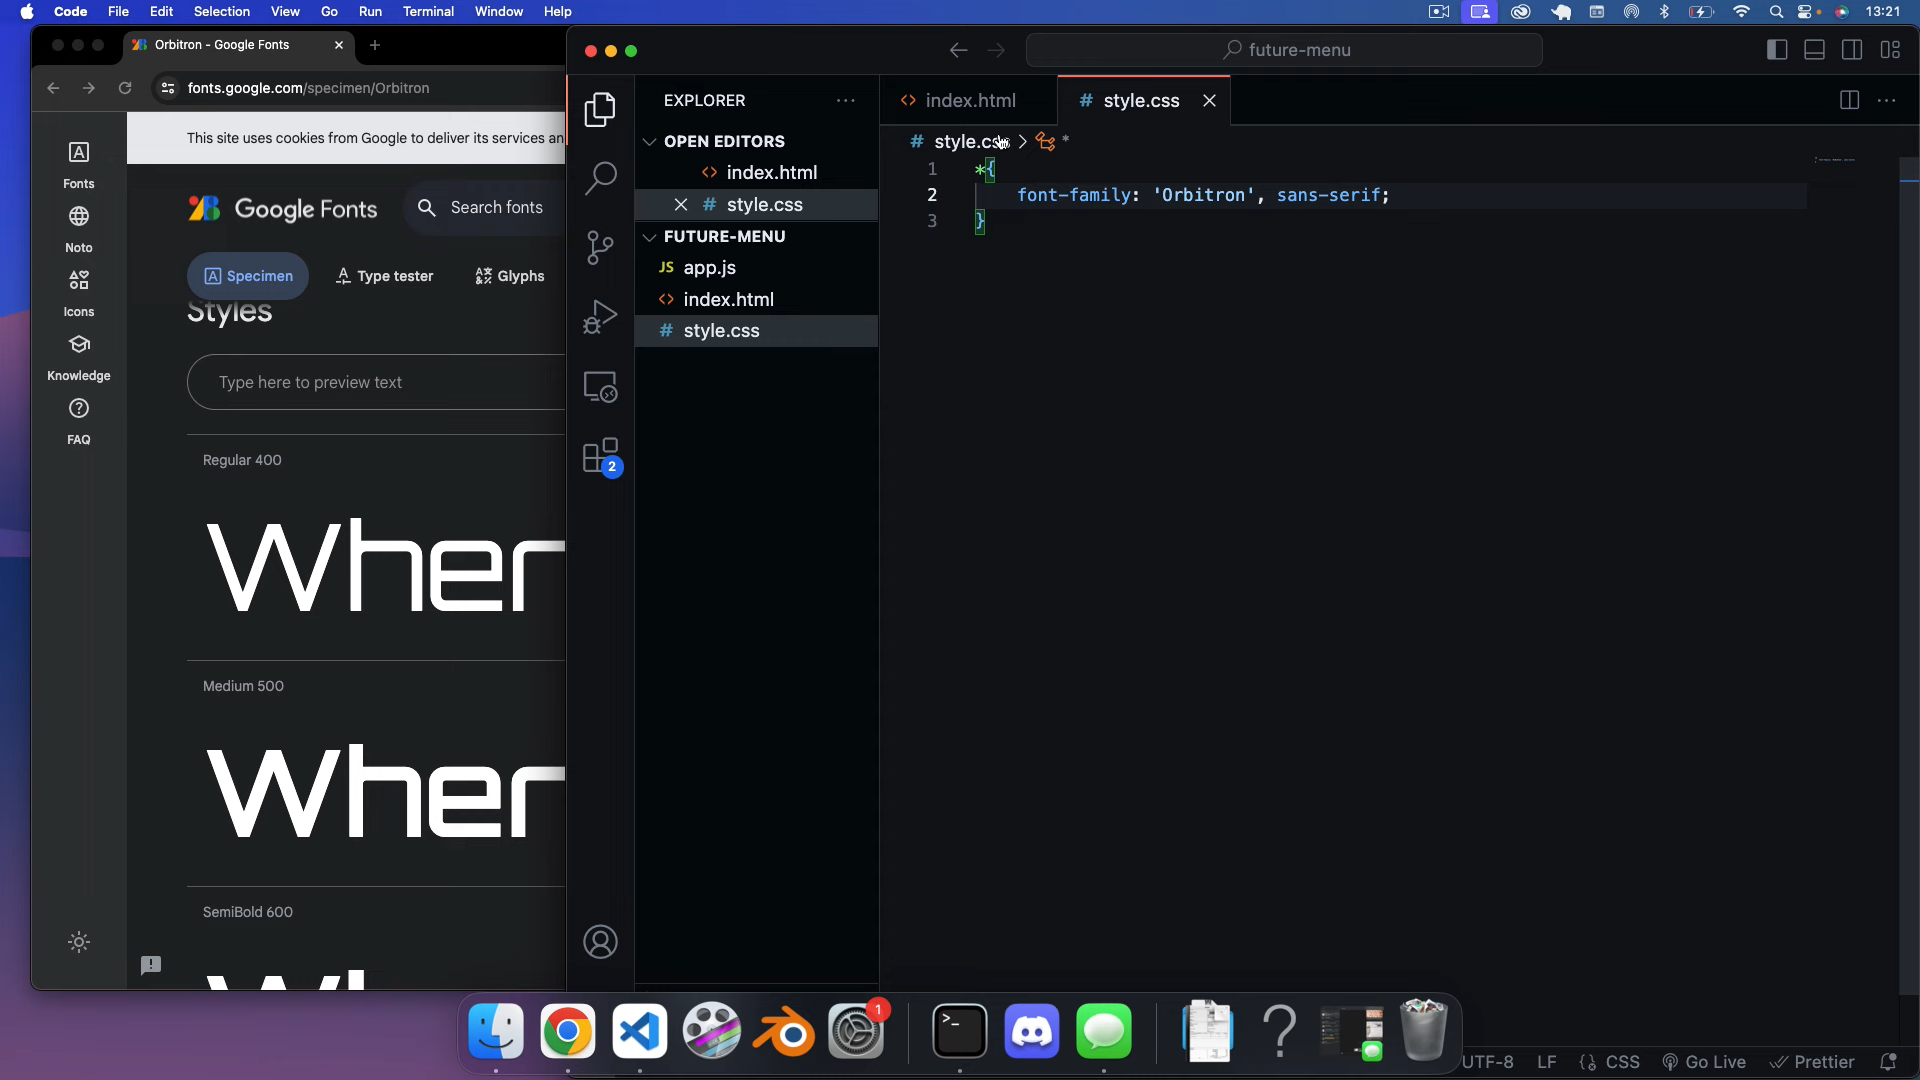 Code File Edit Selection View Go Run Terminal Window Help 13:21
Orbitron - Google Fonts
fonts.google.com/specimen/Orbitron
This site uses cookies from Google to deliver its services an
Fonts
Noto
Icons
Knowledge
FAQ
Google Fonts
Search fonts
Specimen Type tester Glyphs
Styles
Type here to preview text
Regular 400
Wher
Medium 500
Wher
SemiBold 600
future-menu
EXPLORER
OPEN EDITORS
index.html
style.css
FUTURE-MENU
JS app.js
index.html
# style.css
2
index.html
# style.css
# style.css > *
1 *{
2 font-family: 'Orbitron', sans-serif;
3 }
1
UTF-8 LF {} CSS Go Live Prettier